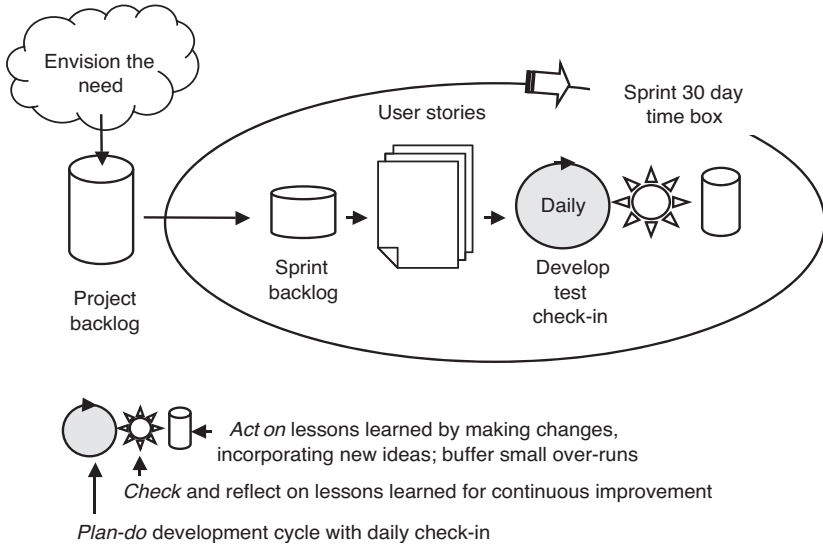 Envision the
need
User stories
Sprint 30 day
time box
Daily
Project
backlog
Sprint
backlog
Develop
test
check-in
Act on lessons learned by making changes,
incorporating new ideas; buffer small over-runs
Check and reflect on lessons learned for continuous improvement
Plan-do development cycle with daily check-in